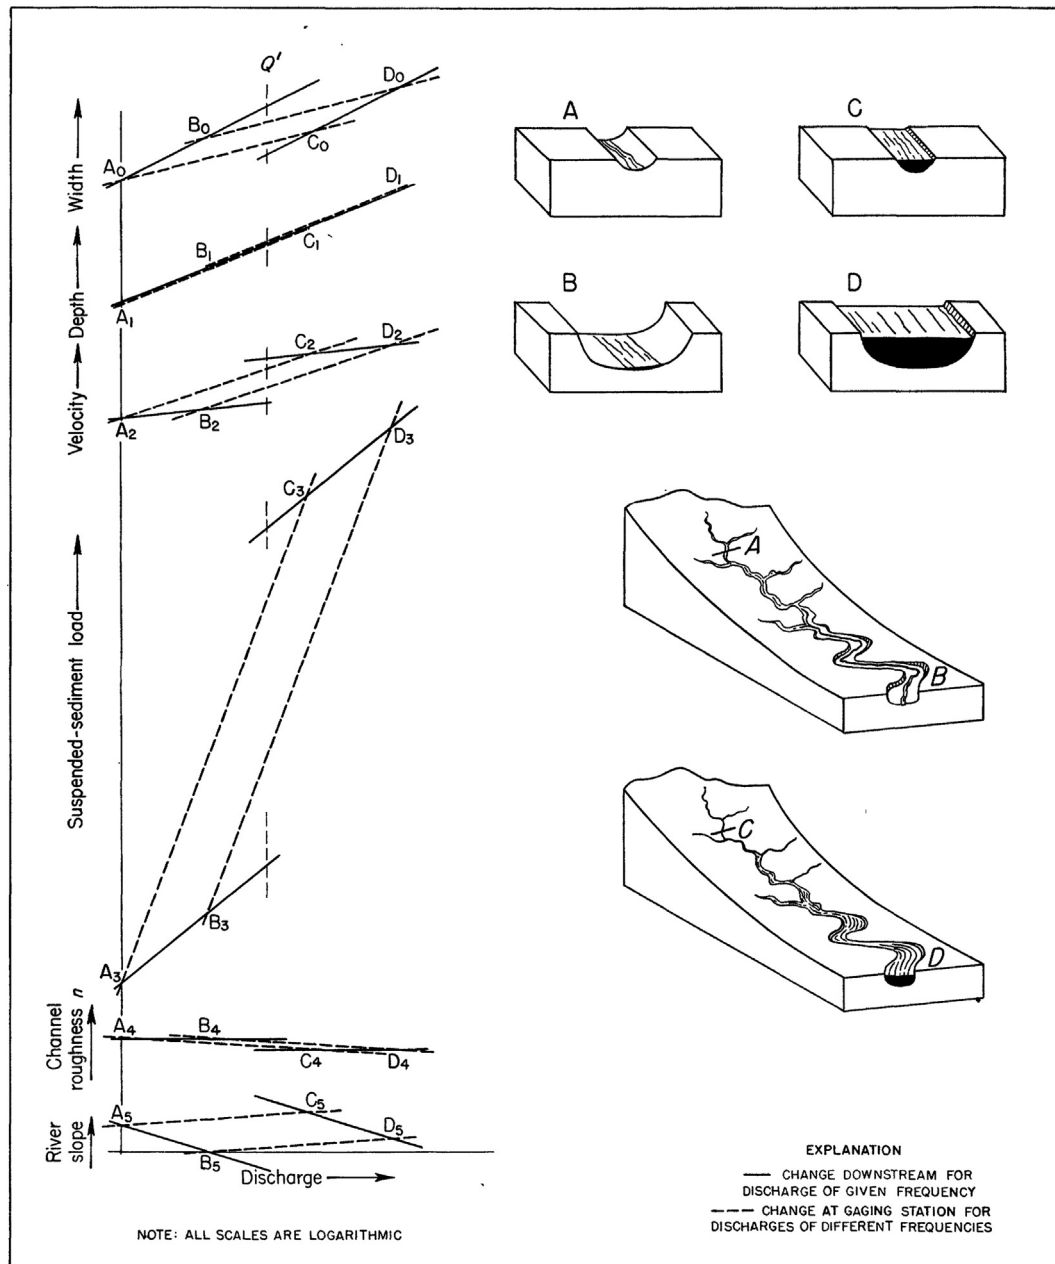 Q'
D₀
B₀
C₀
A₀
Width
D₁
B₁
C₁
A₁
Depth
C₂
D₂
A₂
B₂
Velocity
C₃
D₃
B₃
A₃
Suspended-sediment load
A₄
B₄
C₄
D₄
Channel
roughness n
A₅
C₅
D₅
B₅
River
slope
Discharge
NOTE: ALL SCALES ARE LOGARITHMIC
A
C
B
D
A
B
C
D
EXPLANATION
CHANGE DOWNSTREAM FOR
DISCHARGE OF GIVEN FREQUENCY
CHANGE AT GAGING STATION FOR
DISCHARGES OF DIFFERENT FREQUENCIES